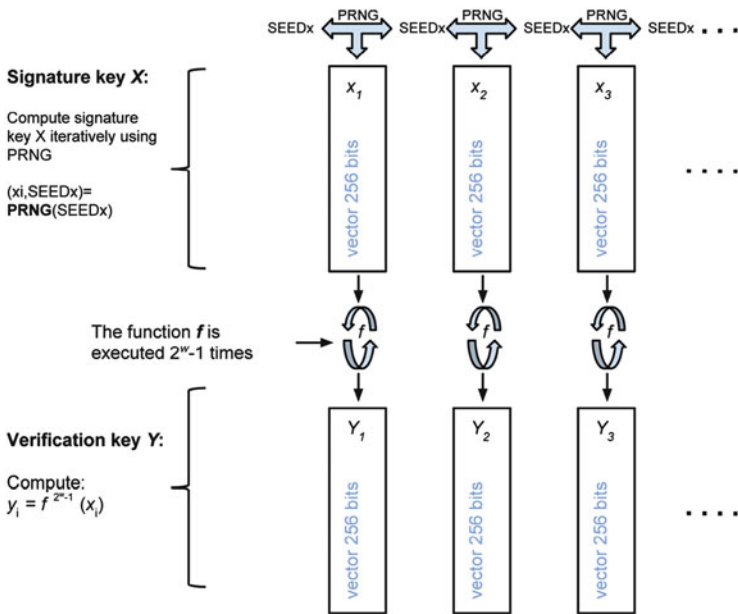 PRNG PRNG PRNG
SEEDx SEEDx SEEDx SEEDx . . . .
Signature key X:
Compute signature
key X iteratively using
PRNG
(xi,SEEDx)=
PRNG(SEEDx)
x₁ x₂ x₃
vector 256 bits vector 256 bits vector 256 bits
. . . .
The function f is
executed 2ʷ-1 times
f f f
Verification key Y:
Compute:
yᵢ = f ²ʷ⁻¹ (xᵢ)
Y₁ Y₂ Y₃
vector 256 bits vector 256 bits vector 256 bits
. . . .